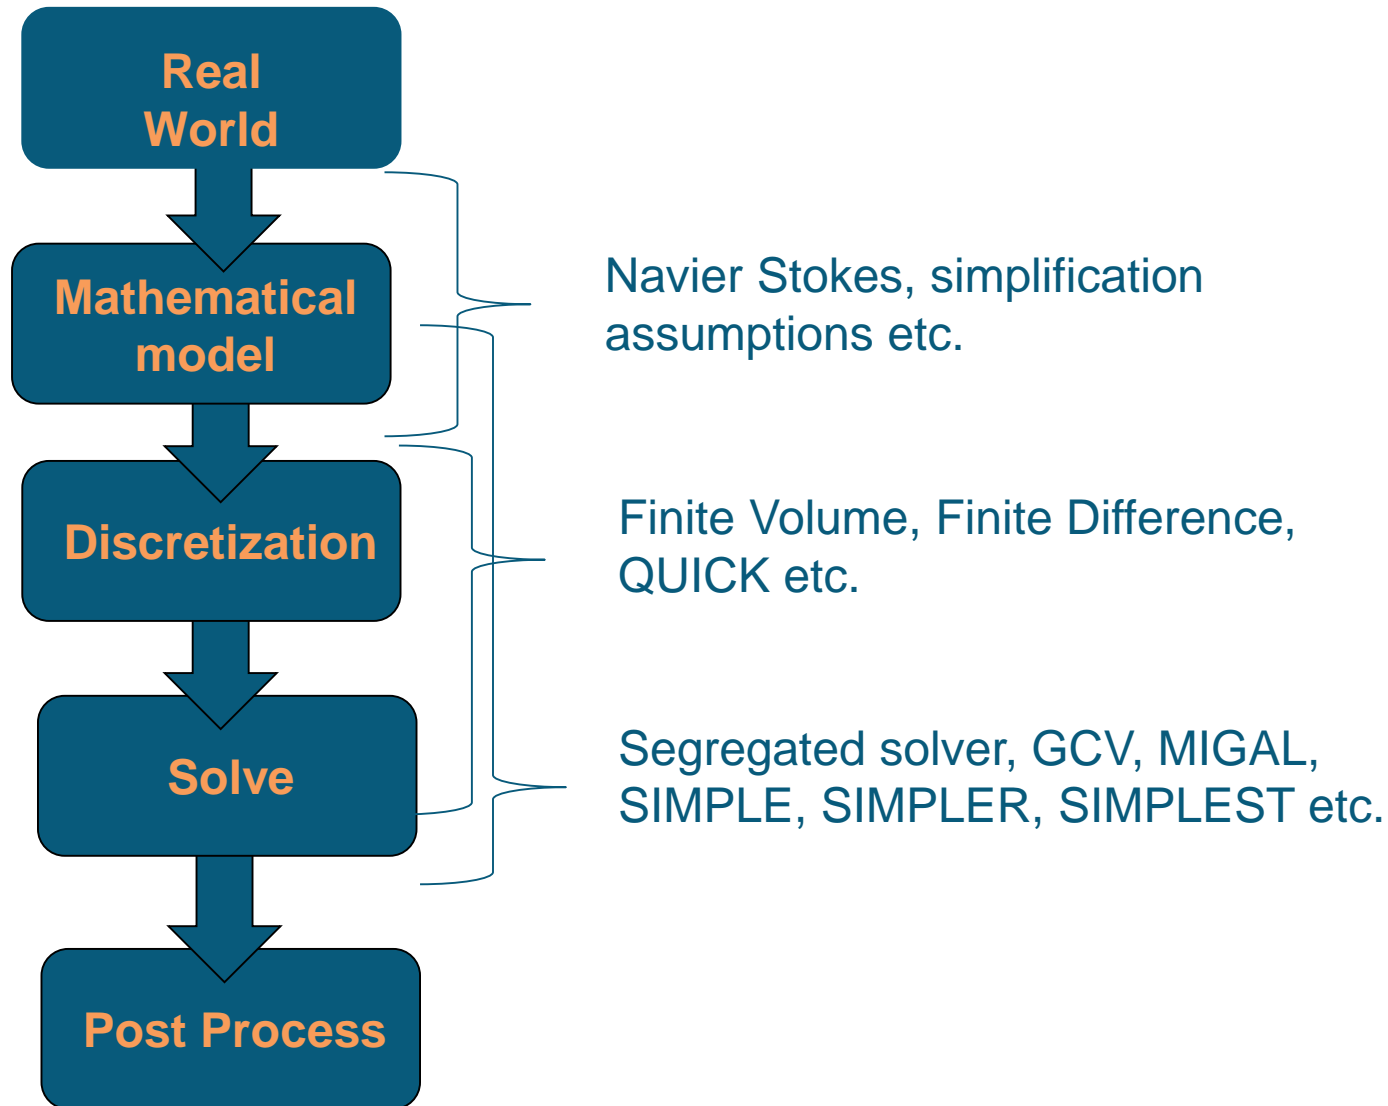 Real
World
Mathematical
model
Navier Stokes, simplification
assumptions etc.
Discretization
Finite Volume, Finite Difference,
QUICK etc.
Solve
Segregated solver, GCV, MIGAL,
SIMPLE, SIMPLER, SIMPLEST etc.
Post Process